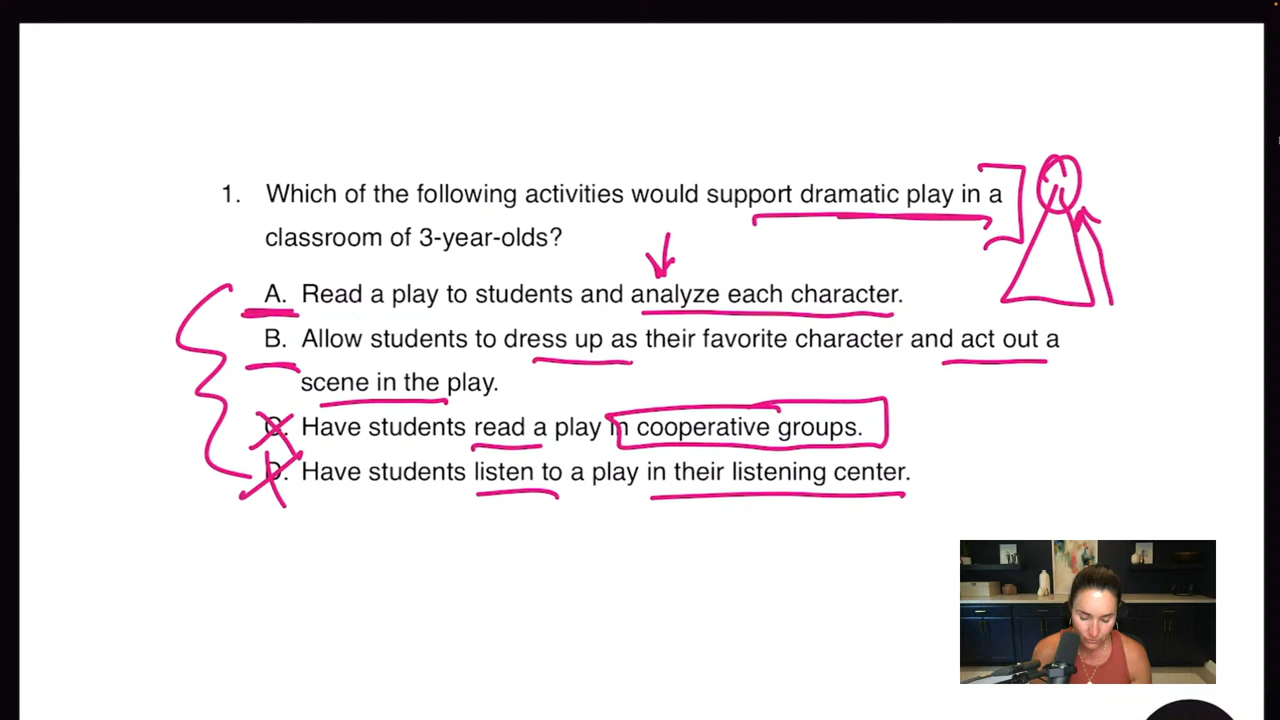 1. Which of the following activities would support dramatic play in a
classroom of 3-year-olds?
A. Read a play to students and analyze each character.
B. Allow students to dress up as their favorite character and act out a
scene in the play.
C. Have students read a play in cooperative groups.
D. Have students listen to a play in their listening center.